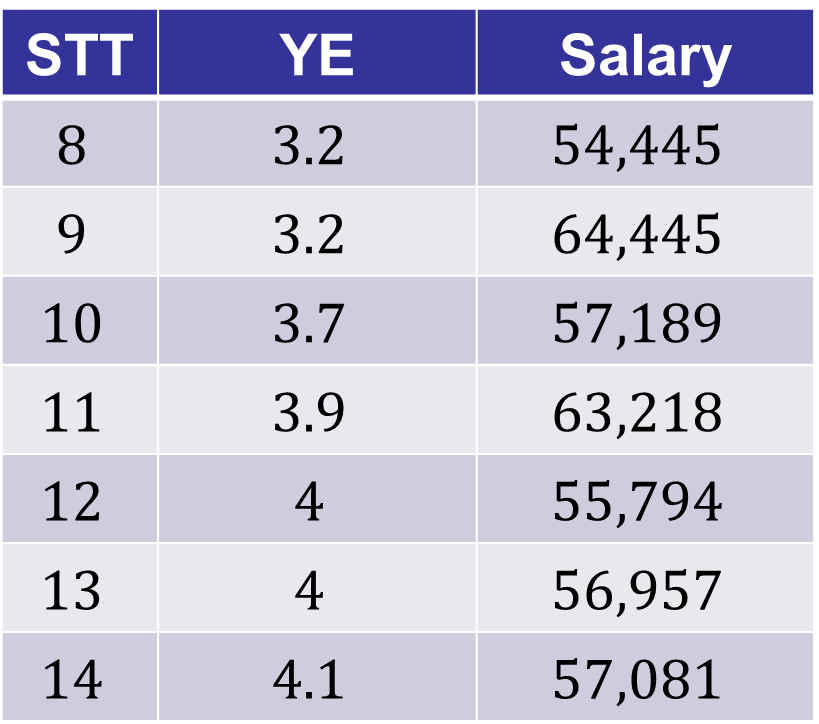 STT YE Salary
8 3.2 54,445
9 3.2 64,445
10 3.7 57,189
11 3.9 63,218
12 4 55,794
13 4 56,957
14 4.1 57,081